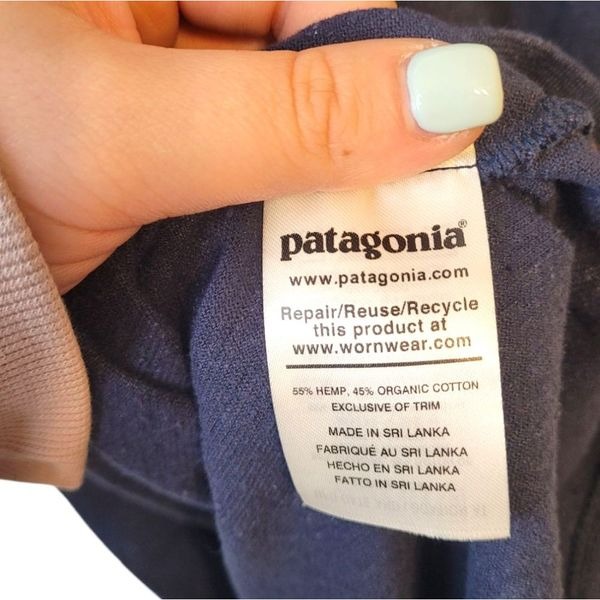 patagonia®
www.patagonia.com
Repair/Reuse/Recycle
this product at
www.wornwear.com
55% HEMP, 45% ORGANIC COTTON
EXCLUSIVE OF TRIM
MADE IN SRI LANKA
FABRIQUÉ AU SRI LANKA
HECHO EN SRI LANKA
FATTO IN SRI LANKA